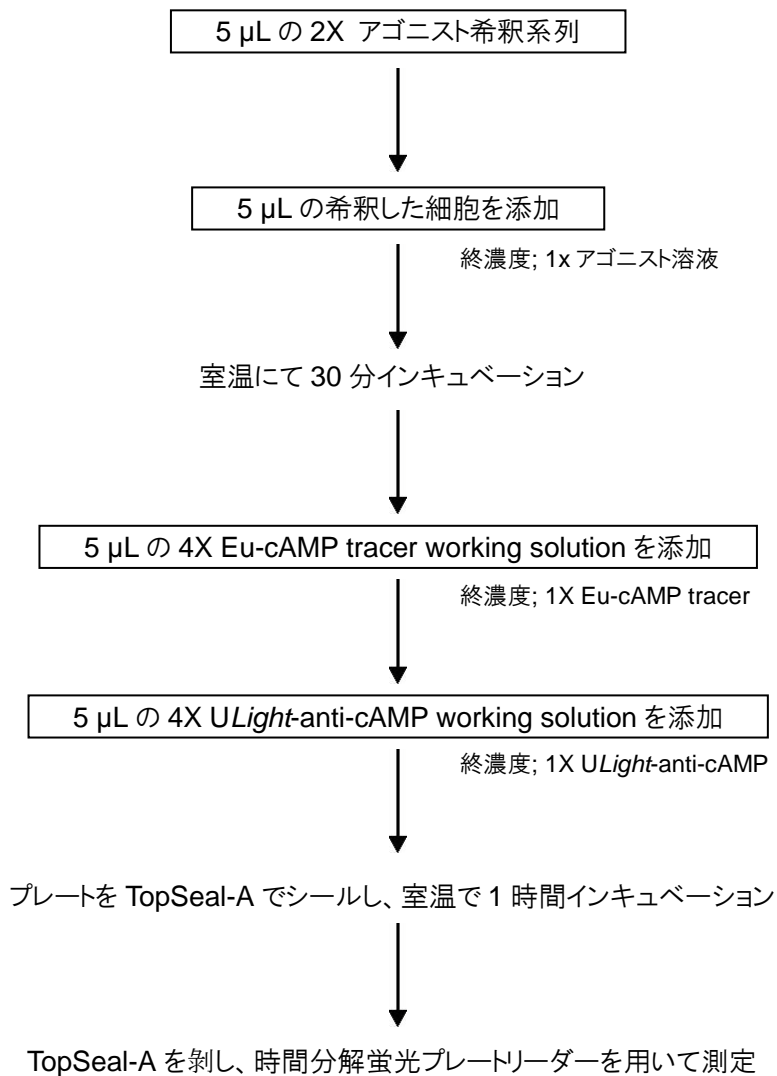 5 µL の 2X アゴニスト希釈系列
5 µL の希釈した細胞を添加
終濃度; 1x アゴニスト溶液
室温にて 30 分インキュベーション
5 µL の 4X Eu-cAMP tracer working solution を添加
終濃度; 1X Eu-cAMP tracer
5 µL の 4X ULight-anti-cAMP working solution を添加
終濃度; 1X ULight-anti-cAMP
プレートを TopSeal-A でシールし、室温で 1 時間インキュベーション
TopSeal-A を剝し、時間分解蛍光プレートリーダーを用いて測定